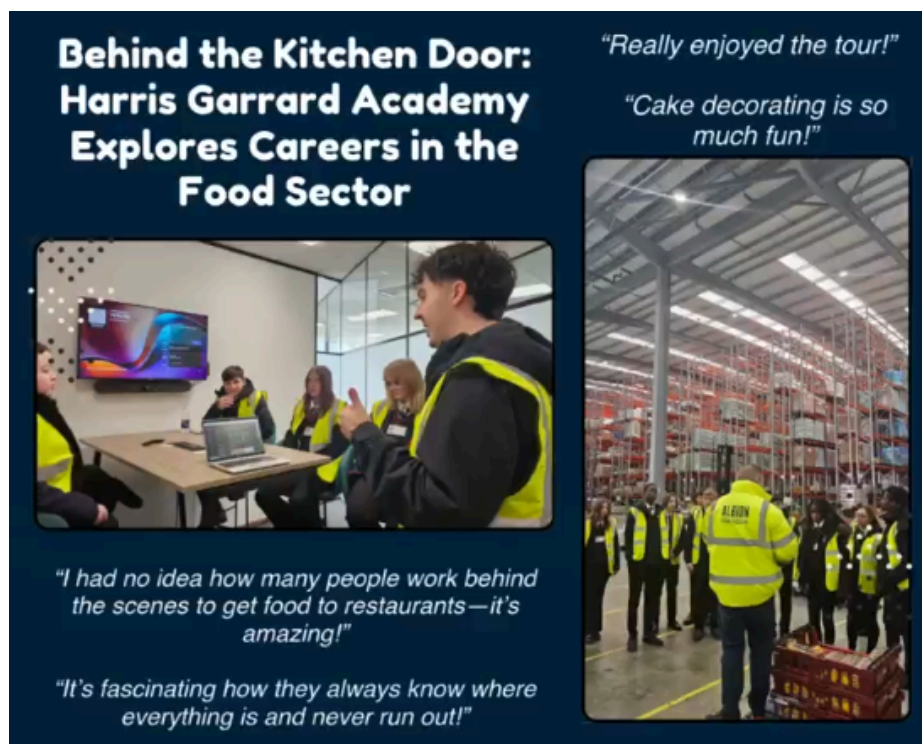 Behind the Kitchen Door:
Harris Garrard Academy
Explores Careers in the
Food Sector
“I had no idea how many people work behind
the scenes to get food to restaurants—it’s
amazing!”
“It’s fascinating how they always know where
everything is and never run out!”
“Really enjoyed the tour!”
“Cake decorating is so
much fun!”
ALBION